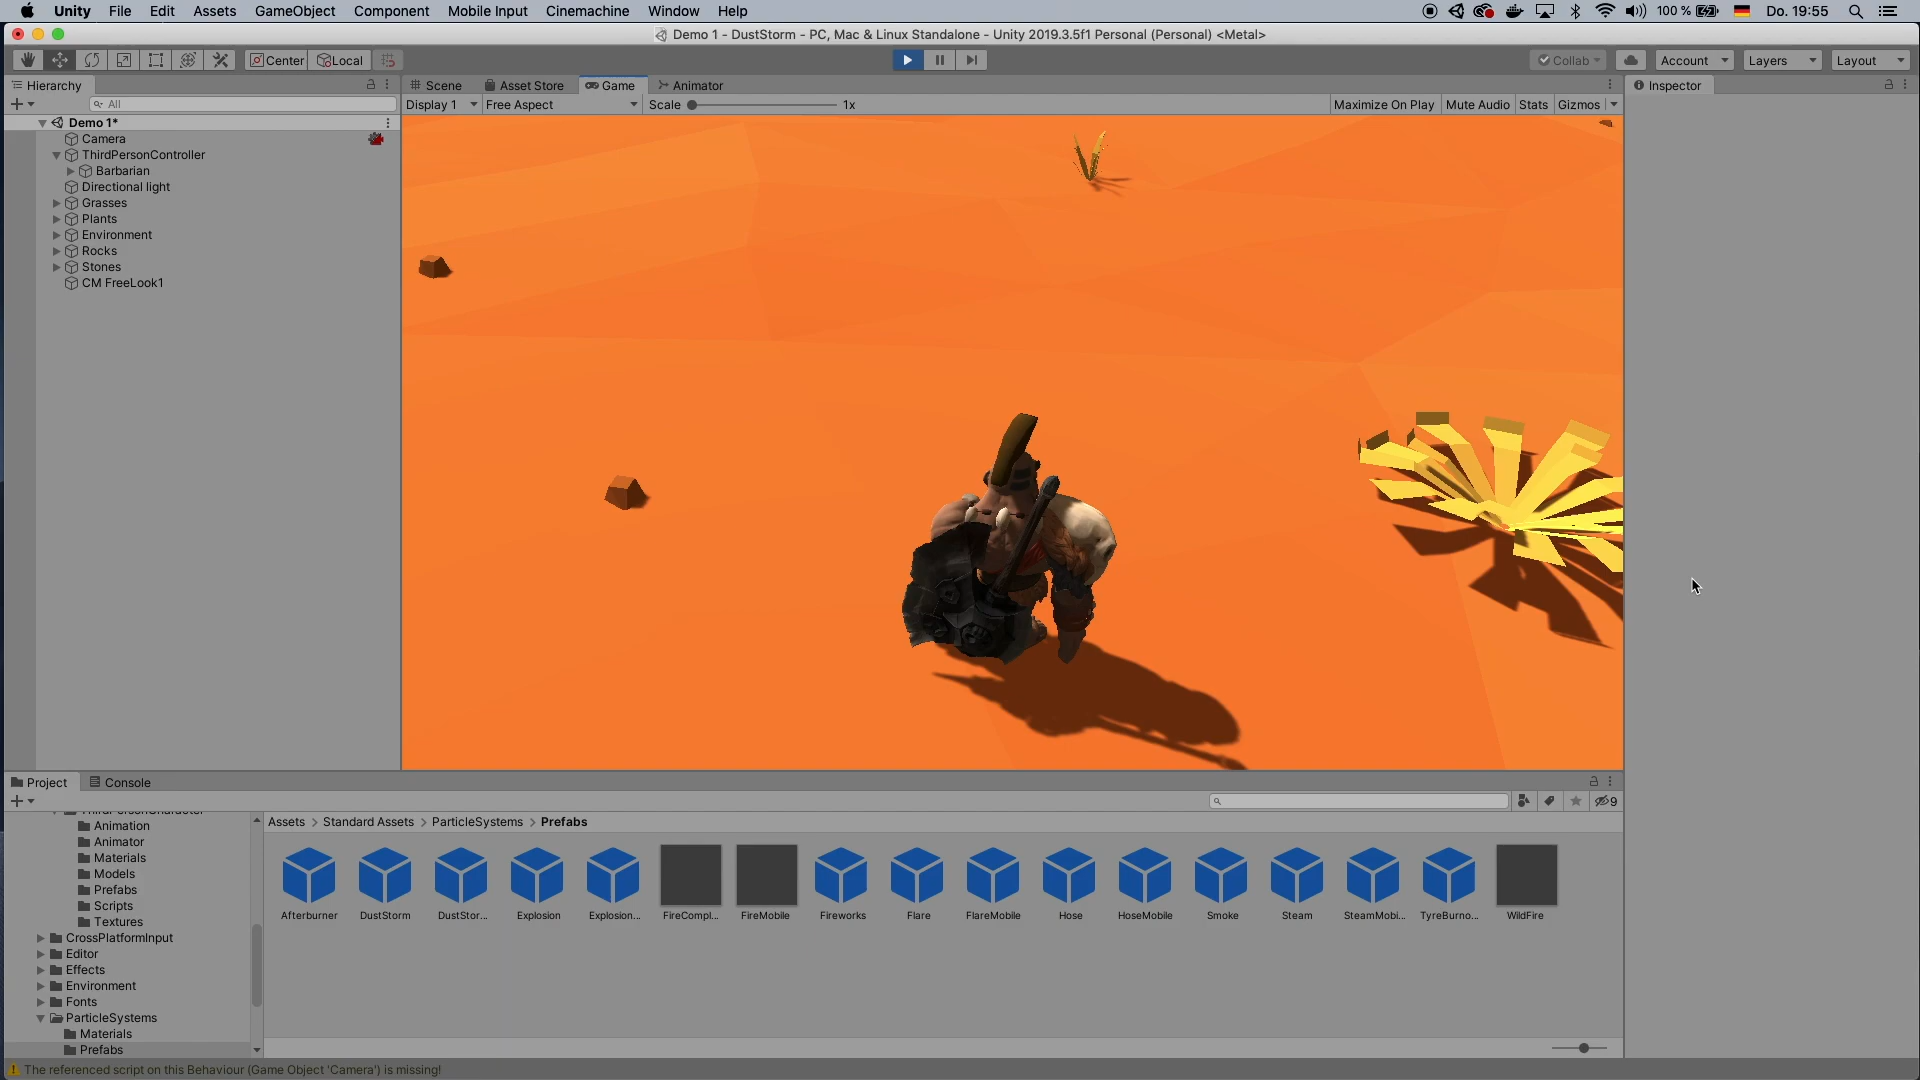 Unity File Edit Assets GameObject Component Mobile Input Cinemachine Window Help 100 % Do. 19:55
Demo 1 - DustStorm - PC, Mac & Linux Standalone - Unity 2019.3.5f1 Personal (Personal) <Metal>
Center Local Collab Account Layers Layout
Hierarchy Scene Asset Store Game Animator Inspector
All Display 1 Free Aspect Scale 1x Maximize On Play Mute Audio Stats Gizmos
Demo 1*
Camera
ThirdPersonController
Barbarian
Directional light
Grasses
Plants
Environment
Rocks
Stones
CM FreeLook1
Project Console
9
Assets > Standard Assets > ParticleSystems > Prefabs
Animation
Animator
Materials
Models
Prefabs
Scripts
Textures
CrossPlatformInput
Editor
Effects
Environment
Fonts
ParticleSystems
Materials
Prefabs
Afterburner DustStorm DustStor... Explosion Explosion... FireCompl... FireMobile Fireworks Flare FlareMobile Hose HoseMobile Smoke Steam SteamMobi... TyreBurno... WildFire
The referenced script on this Behaviour (Game Object 'Camera') is missing!